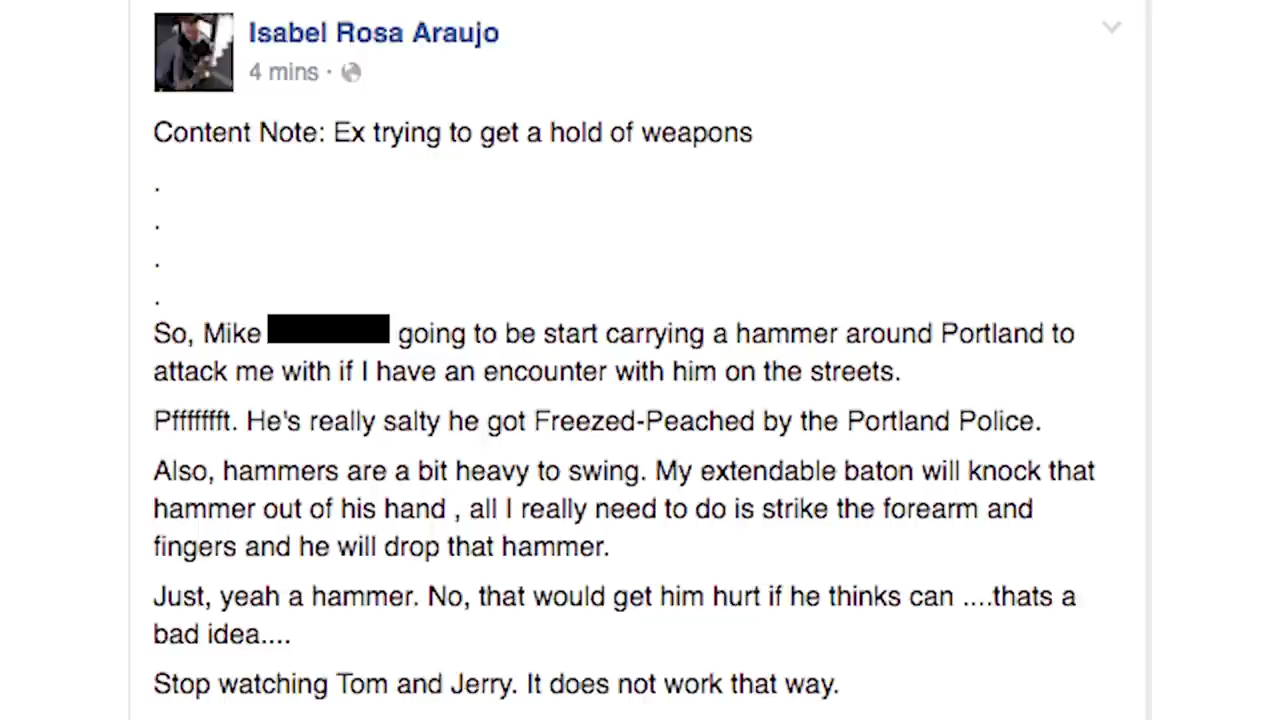 Isabel Rosa Araujo
4 mins ·
Content Note: Ex trying to get a hold of weapons
.
.
.
.
So, Mike going to be start carrying a hammer around Portland to
attack me with if I have an encounter with him on the streets.
Pffffffft. He's really salty he got Freezed-Peached by the Portland Police.
Also, hammers are a bit heavy to swing. My extendable baton will knock that
hammer out of his hand , all I really need to do is strike the forearm and
fingers and he will drop that hammer.
Just, yeah a hammer. No, that would get him hurt if he thinks can ....thats a
bad idea....
Stop watching Tom and Jerry. It does not work that way.